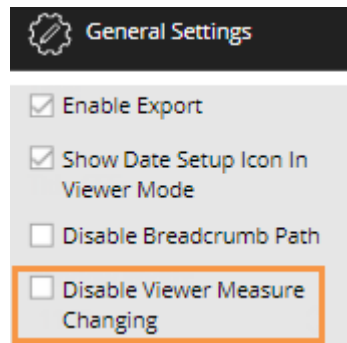 General Settings
Enable Export
Show Date Setup Icon In
Viewer Mode
Disable Breadcrumb Path
Disable Viewer Measure
Changing